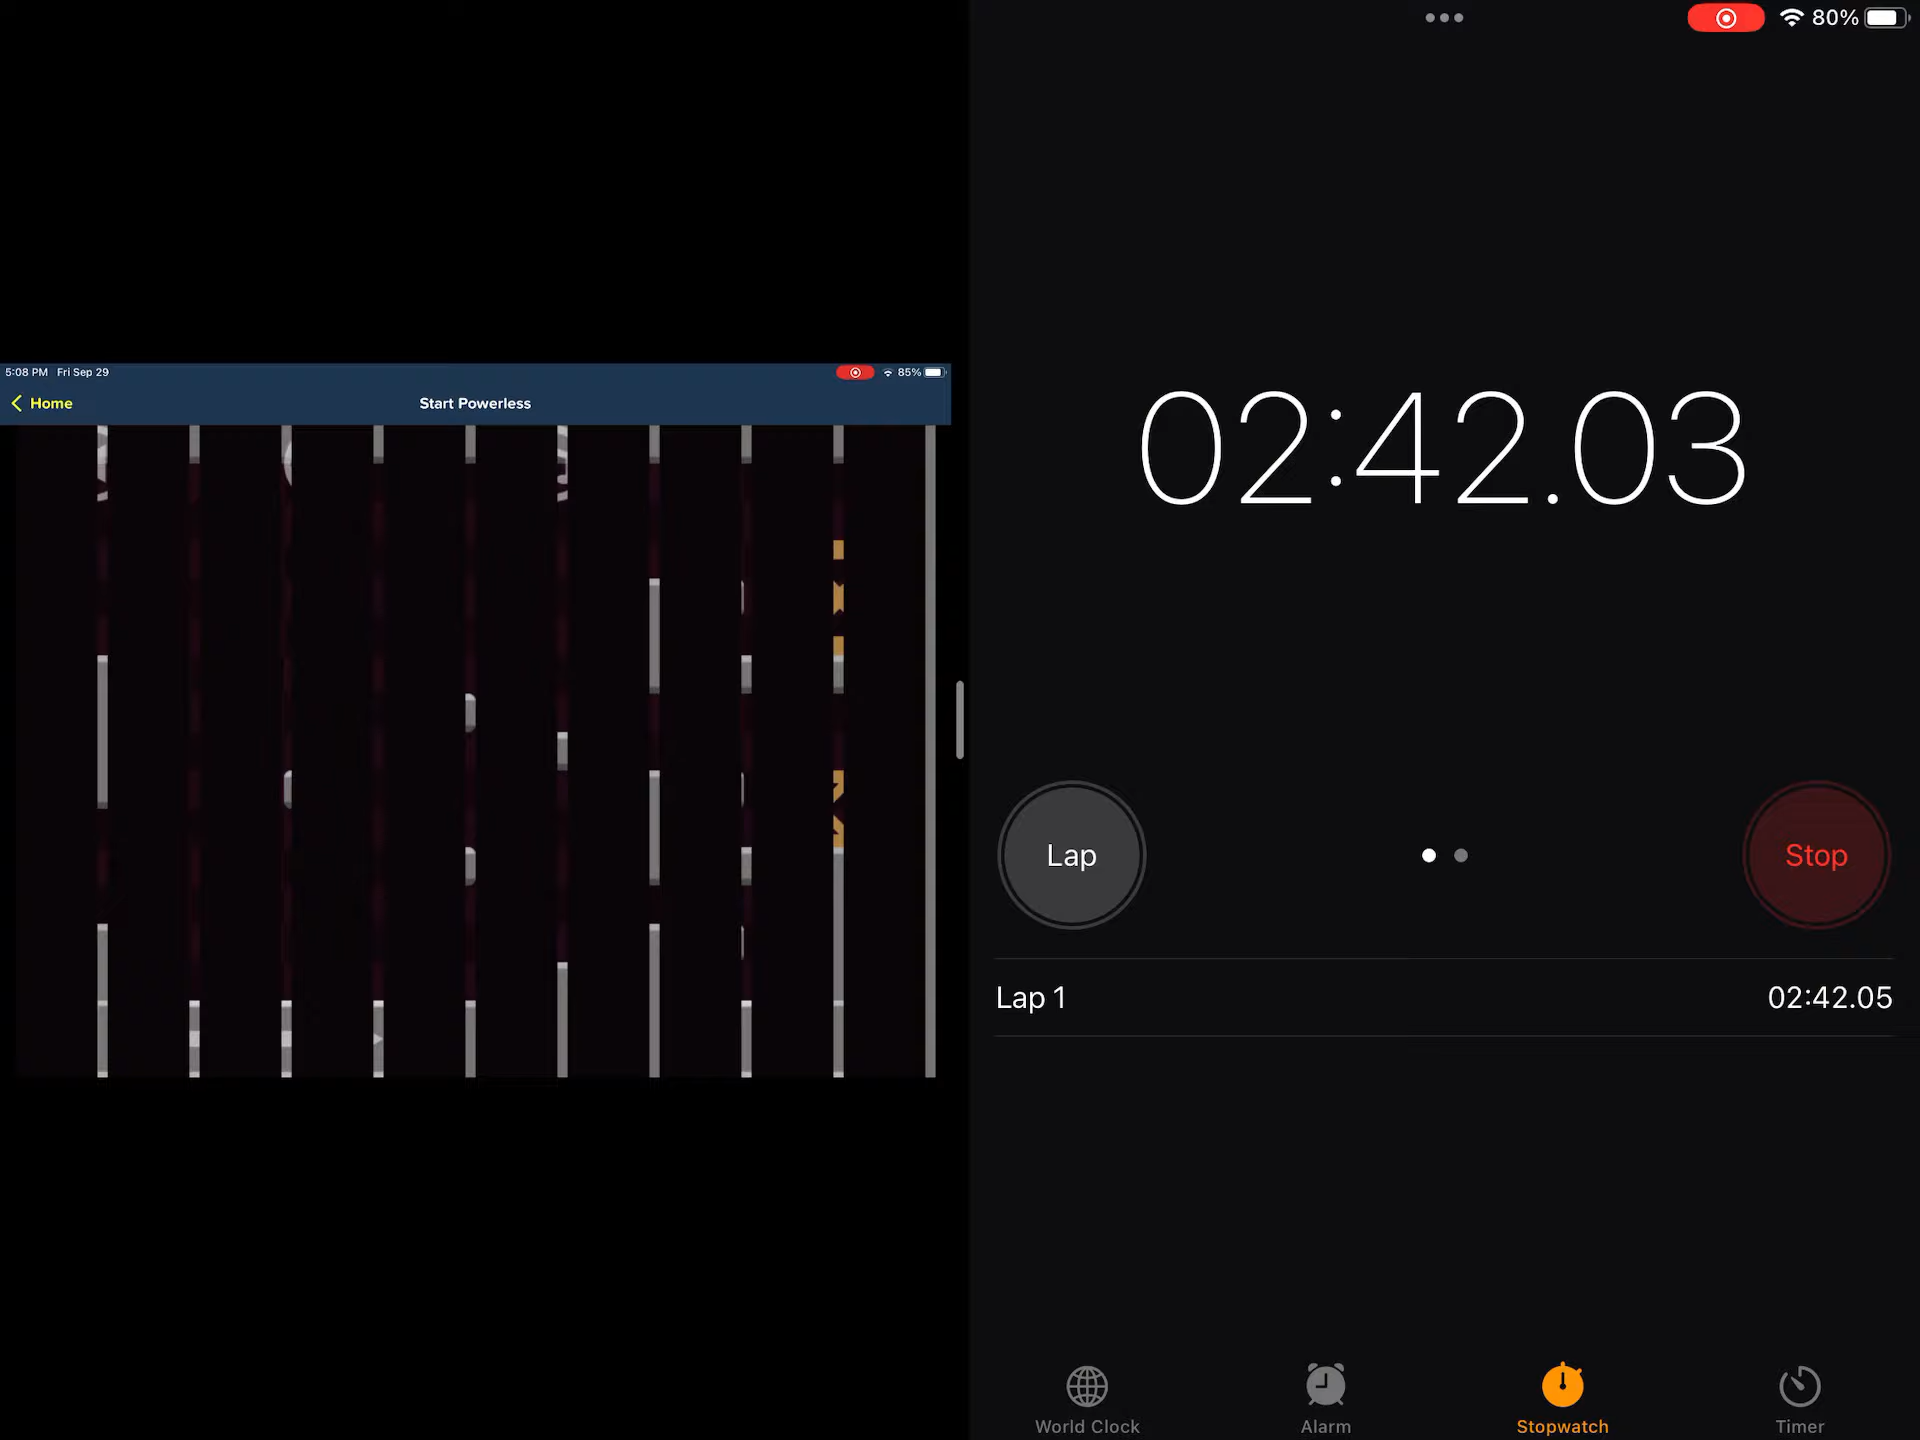 80%
5:08 PM Fri Sep 29
85%
Home
Start Powerless
02:42.03
Lap
Stop
Lap 1
02:42.05
World Clock
Alarm
Stopwatch
Timer